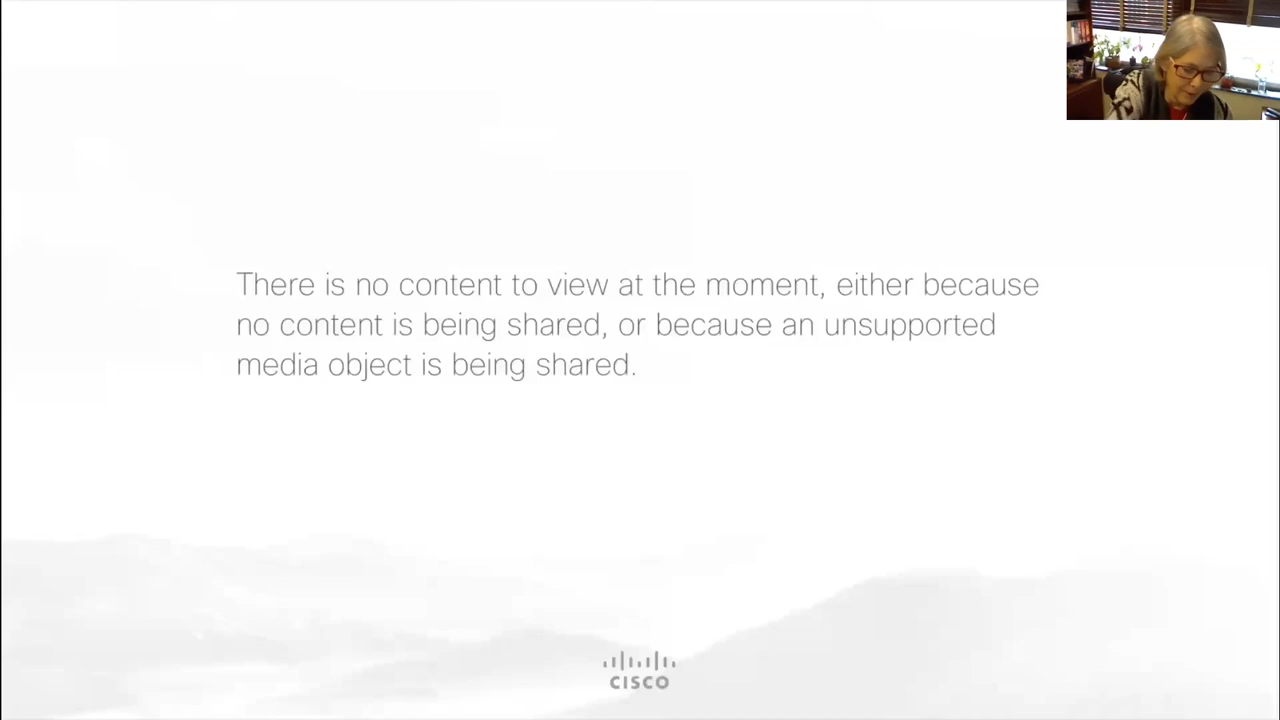 There is no content to view at the moment, either because
no content is being shared, or because an unsupported
media object is being shared.
CISCO